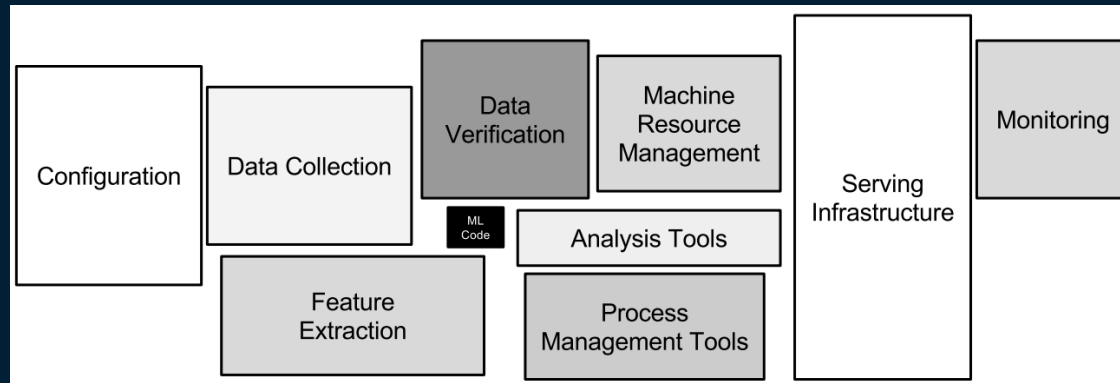 Configuration
Data Collection
Feature
Extraction
Data
Verification
ML
Code
Machine
Resource
Management
Analysis Tools
Process
Management Tools
Serving
Infrastructure
Monitoring